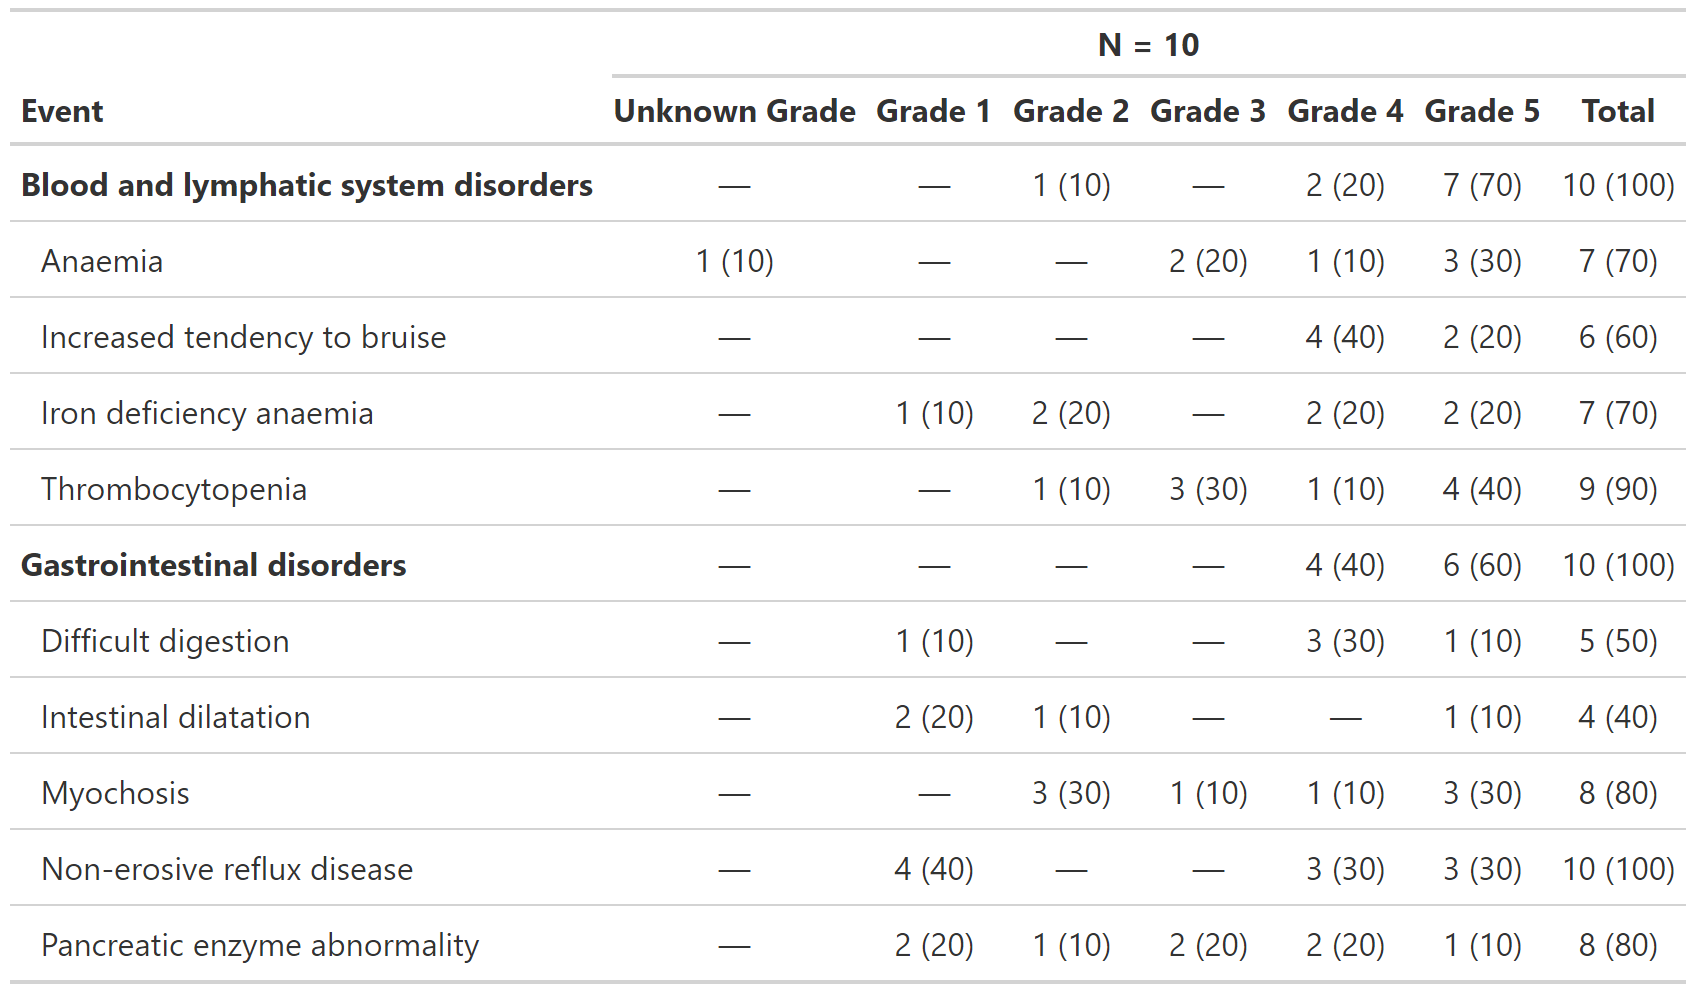 N = 10
Event Unknown Grade Grade 1 Grade 2 Grade 3 Grade 4 Grade 5 Total
Blood and lymphatic system disorders — — 1 (10) — 2 (20) 7 (70) 10 (100)
Anaemia 1 (10) — — 2 (20) 1 (10) 3 (30) 7 (70)
Increased tendency to bruise — — — — 4 (40) 2 (20) 6 (60)
Iron deficiency anaemia — 1 (10) 2 (20) — 2 (20) 2 (20) 7 (70)
Thrombocytopenia — — 1 (10) 3 (30) 1 (10) 4 (40) 9 (90)
Gastrointestinal disorders — — — — 4 (40) 6 (60) 10 (100)
Difficult digestion — 1 (10) — — 3 (30) 1 (10) 5 (50)
Intestinal dilatation — 2 (20) 1 (10) — — 1 (10) 4 (40)
Myochosis — — 3 (30) 1 (10) 1 (10) 3 (30) 8 (80)
Non-erosive reflux disease — 4 (40) — — 3 (30) 3 (30) 10 (100)
Pancreatic enzyme abnormality — 2 (20) 1 (10) 2 (20) 2 (20) 1 (10) 8 (80)